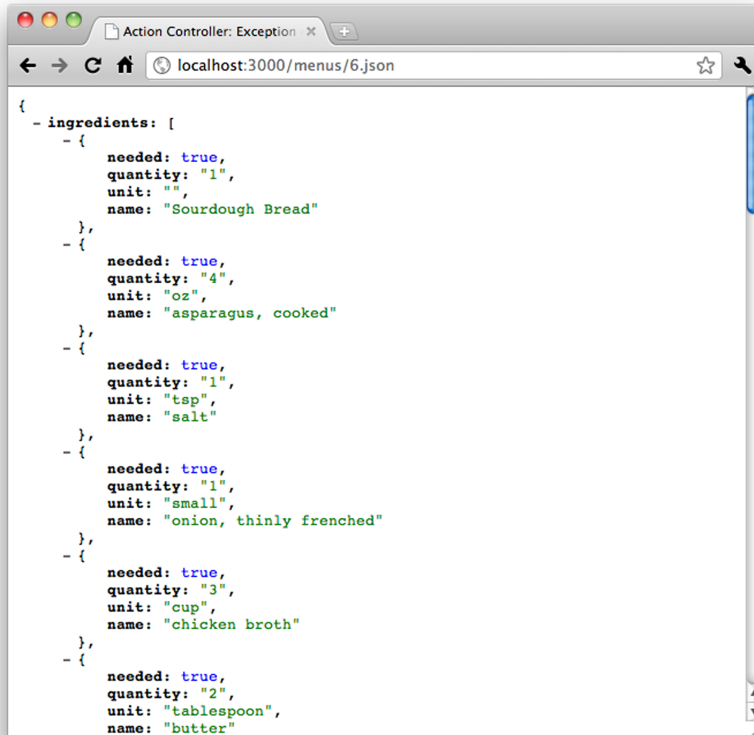 Action Controller: Exception
localhost:3000/menus/6.json
{
- ingredients: [
- {
needed: true,
quantity: "1",
unit: "",
name: "Sourdough Bread"
},
- {
needed: true,
quantity: "4",
unit: "oz",
name: "asparagus, cooked"
},
- {
needed: true,
quantity: "1",
unit: "tsp",
name: "salt"
},
- {
needed: true,
quantity: "1",
unit: "small",
name: "onion, thinly frenched"
},
- {
needed: true,
quantity: "3",
unit: "cup",
name: "chicken broth"
},
- {
needed: true,
quantity: "2",
unit: "tablespoon",
name: "butter"